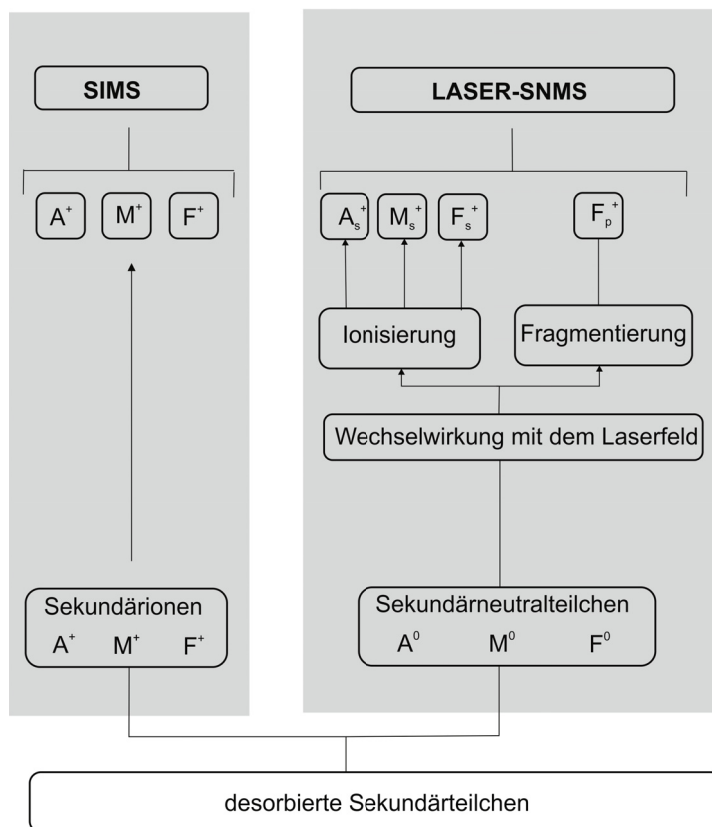 SIMS
LASER-SNMS
A⁺ M⁺ F⁺
Aₛ⁺ Mₛ⁺ Fₛ⁺ Fₚ⁺
Ionisierung
Fragmentierung
Wechselwirkung mit dem Laserfeld
Sekundärionen
A⁺ M⁺ F⁺
Sekundärneutralteilchen
A⁰ M⁰ F⁰
desorbierte Sekundärteilchen